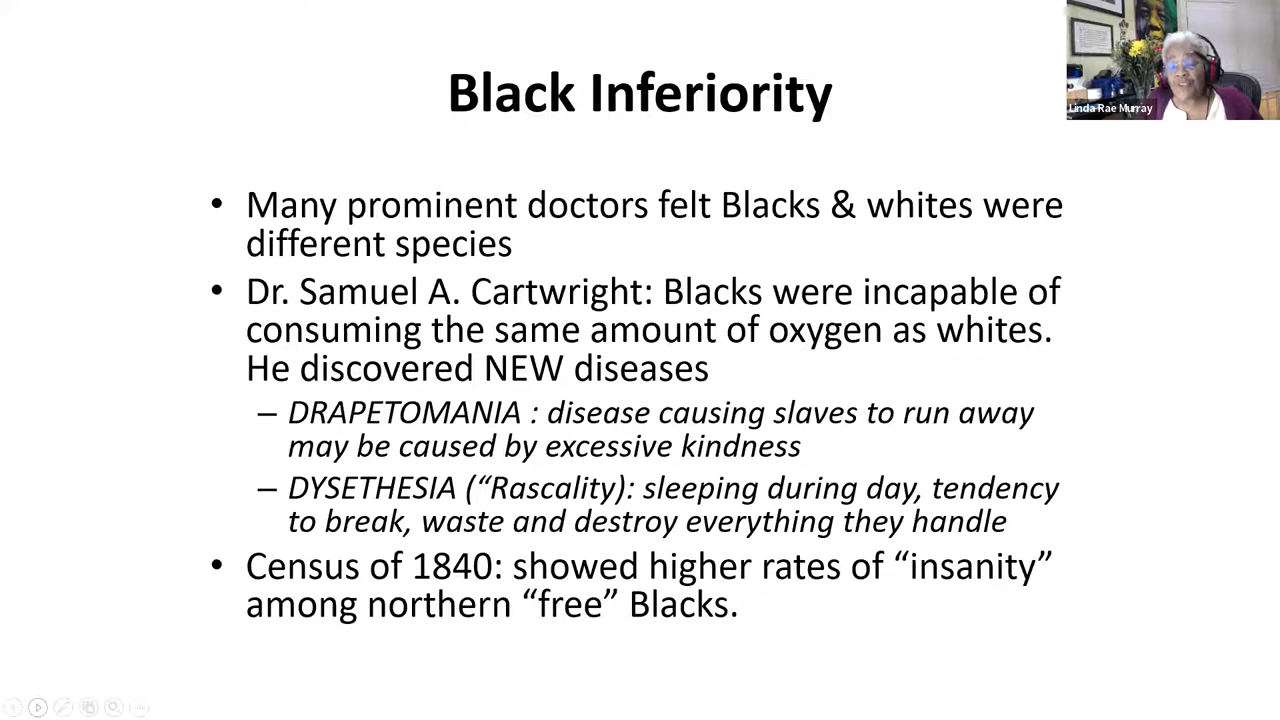 Black Inferiority
Linda Rae Murray
• Many prominent doctors felt Blacks & whites were
different species
• Dr. Samuel A. Cartwright: Blacks were incapable of
consuming the same amount of oxygen as whites.
He discovered NEW diseases
– DRAPETOMANIA : disease causing slaves to run away
may be caused by excessive kindness
– DYSETHESIA (“Rascality): sleeping during day, tendency
to break, waste and destroy everything they handle
• Census of 1840: showed higher rates of “insanity”
among northern “free” Blacks.